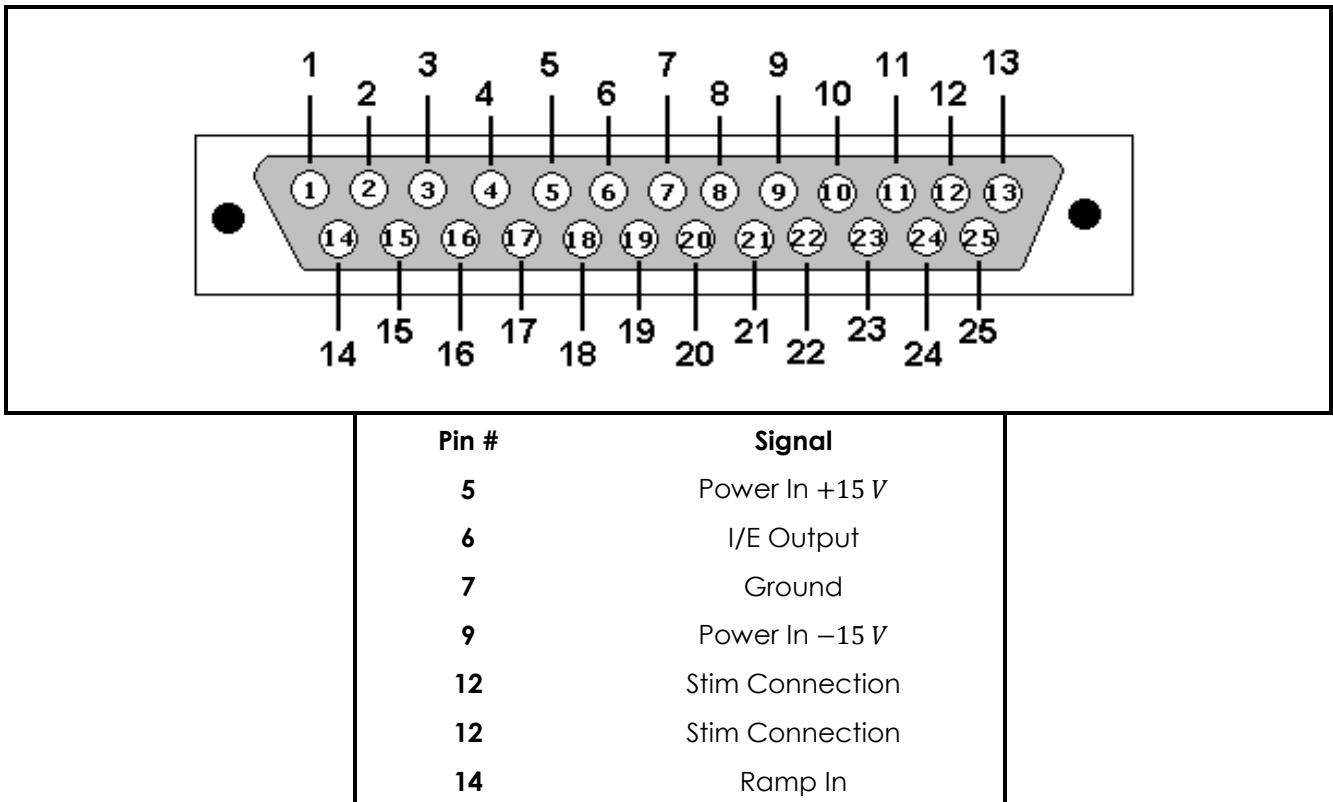 1 3 5 7 9 11 13
2 4 6 8 10 12
1 2 3 4 5 6 7 8 9 10 11 12 13
14 15 16 17 18 19 20 21 22 23 24 25
15 17 19 21 23 25
14 16 18 20 22 24
Pin # Signal
5 Power In +15 V
6 I/E Output
7 Ground
9 Power In −15 V
12 Stim Connection
12 Stim Connection
14 Ramp In